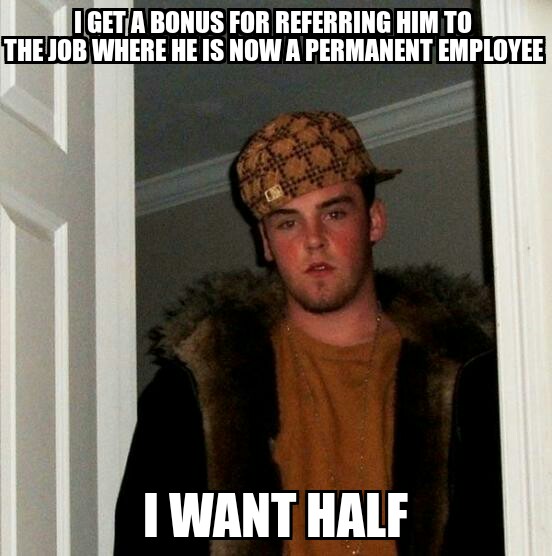 I GET A BONUS FOR REFERRING HIM TO
THE JOB WHERE HE IS NOW A PERMANENT EMPLOYEE
I WANT HALF